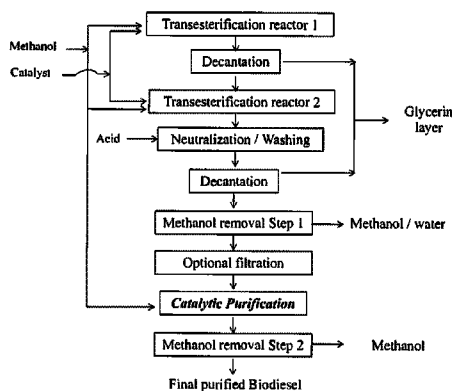 Transesterification reactor 1
Methanol
Catalyst
Decantation
Transesterification reactor 2
Glycerin
layer
Acid
Neutralization / Washing
Decantation
Methanol removal Step 1
Methanol / water
Optional filtration
Catalytic Purification
Methanol removal Step 2
Methanol
Final purified Biodiesel